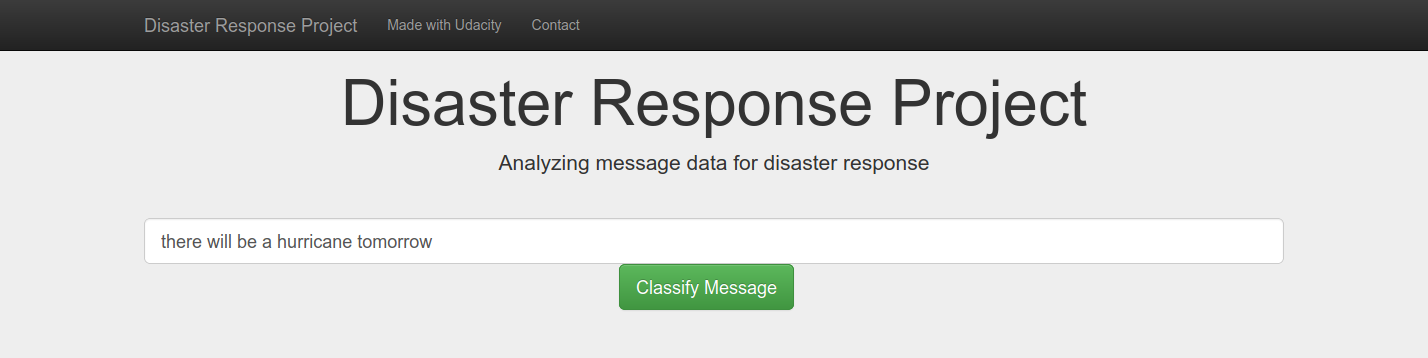 Disaster Response Project Made with Udacity Contact
Disaster Response Project
Analyzing message data for disaster response
there will be a hurricane tomorrow
Classify Message